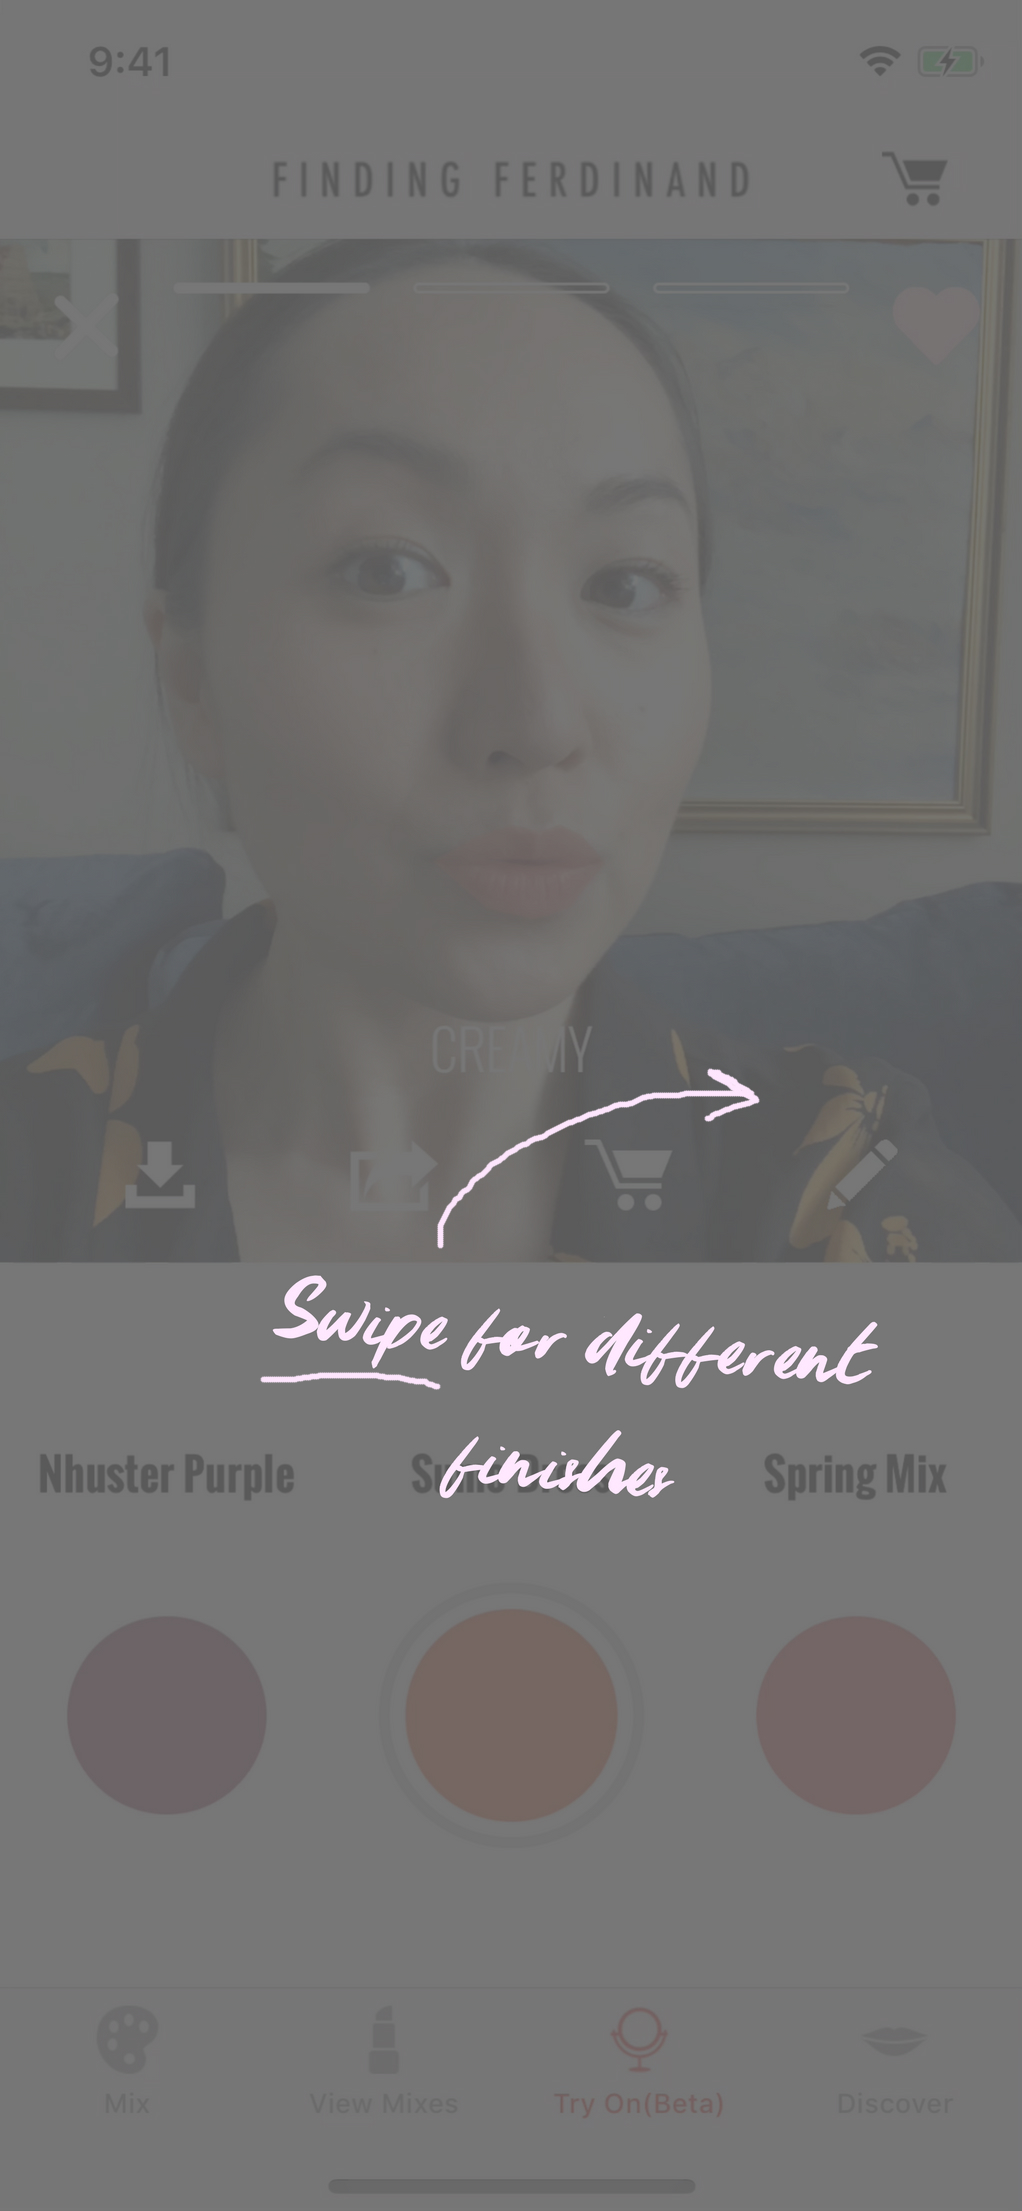 9:41
FINDING FERDINAND
CREAMY
Swipe for different
finishes
Nhuster Purple
Spring Mix
Mix
View Mixes
Try On(Beta)
Discover